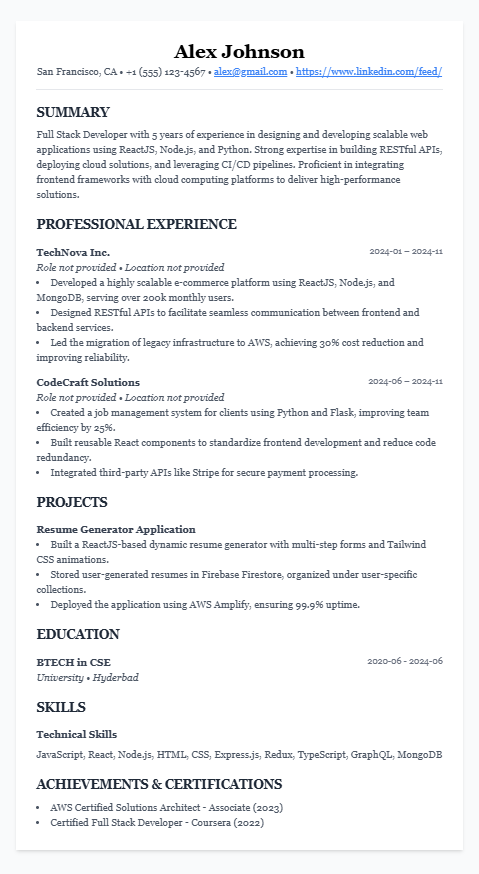 Alex Johnson
San Francisco, CA • +1 (555) 123-4567 • alex@gmail.com • https://www.linkedin.com/feed/
SUMMARY
Full Stack Developer with 5 years of experience in designing and developing scalable web
applications using ReactJS, Node.js, and Python. Strong expertise in building RESTful APIs,
deploying cloud solutions, and leveraging CI/CD pipelines. Proficient in integrating
frontend frameworks with cloud computing platforms to deliver high-performance
solutions.
PROFESSIONAL EXPERIENCE
TechNova Inc. 2024-01 – 2024-11
Role not provided • Location not provided
• Developed a highly scalable e-commerce platform using ReactJS, Node.js, and
MongoDB, serving over 200k monthly users.
• Designed RESTful APIs to facilitate seamless communication between frontend and
backend services.
• Led the migration of legacy infrastructure to AWS, achieving 30% cost reduction and
improving reliability.
CodeCraft Solutions 2024-06 – 2024-11
Role not provided • Location not provided
• Created a job management system for clients using Python and Flask, improving team
efficiency by 25%.
• Built reusable React components to standardize frontend development and reduce code
redundancy.
• Integrated third-party APIs like Stripe for secure payment processing.
PROJECTS
Resume Generator Application
• Built a ReactJS-based dynamic resume generator with multi-step forms and Tailwind
CSS animations.
• Stored user-generated resumes in Firebase Firestore, organized under user-specific
collections.
• Deployed the application using AWS Amplify, ensuring 99.9% uptime.
EDUCATION
BTECH in CSE 2020-06 - 2024-06
University • Hyderbad
SKILLS
Technical Skills
JavaScript, React, Node.js, HTML, CSS, Express.js, Redux, TypeScript, GraphQL, MongoDB
ACHIEVEMENTS & CERTIFICATIONS
• AWS Certified Solutions Architect - Associate (2023)
• Certified Full Stack Developer - Coursera (2022)